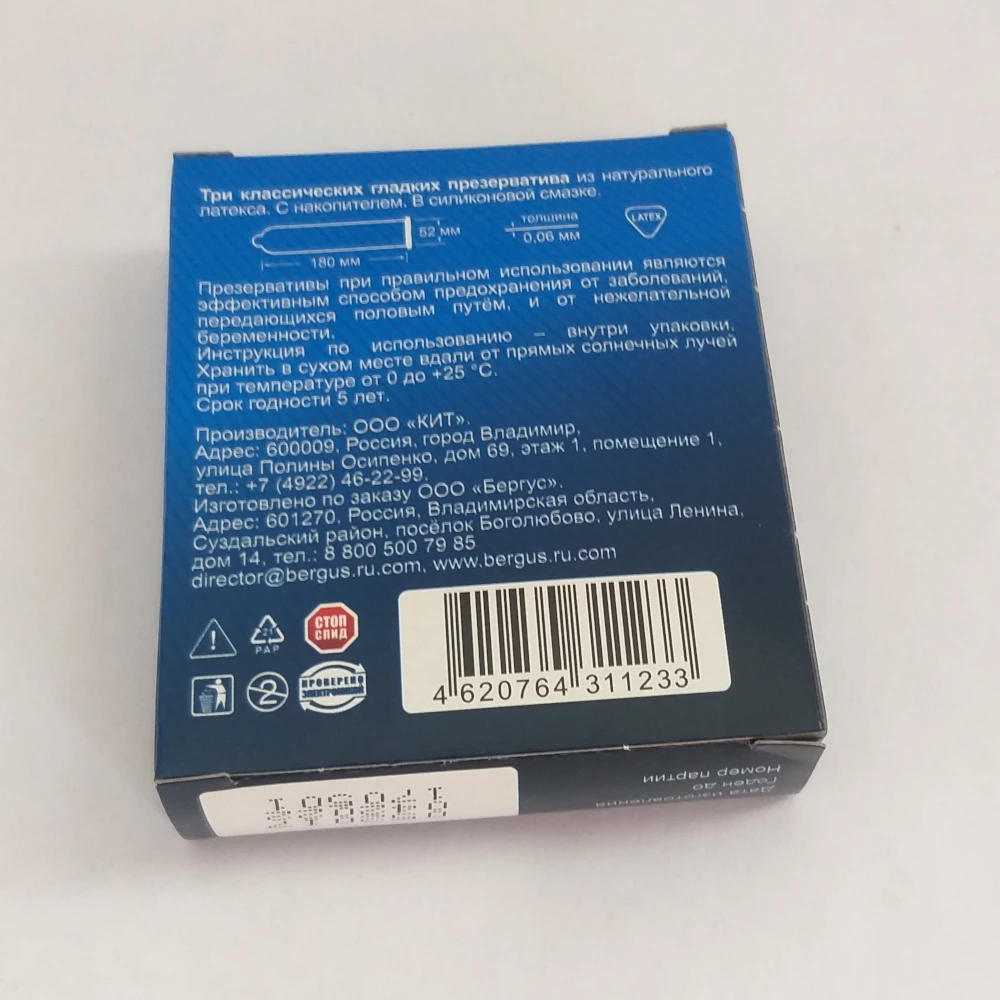 Три классических гладких презерватива из натурального
латекса. С накопителем. В силиконовой смазке.
52 мм
180 мм
толщина
0,06 мм
LATEX
Презервативы при правильном использовании являются
эффективным способом предохранения от заболеваний,
передающихся половым путём, и от нежелательной
беременности.
Инструкция по использованию – внутри упаковки.
Хранить в сухом месте вдали от прямых солнечных лучей
при температуре от 0 до +25 °C.
Срок годности 5 лет.
Производитель: ООО «КИТ».
Адрес: 600009, Россия, город Владимир,
улица Полины Осипенко, дом 69, этаж 1, помещение 1,
тел.: +7 (4922) 46-22-99.
Изготовлено по заказу ООО «Бергус».
Адрес: 601270, Россия, Владимирская область,
Суздальский район, посёлок Боголюбово, улица Ленина,
дом 14, тел.: 8 800 500 79 85
director@bergus.ru.com, www.bergus.ru.com
!
21
PAP
СТОП
СПИД
2
ПРОВЕРЕНО
ЭЛЕКТРОНИКОЙ
4 620764 311233
Дата изготовления
Годен до
Номер партии